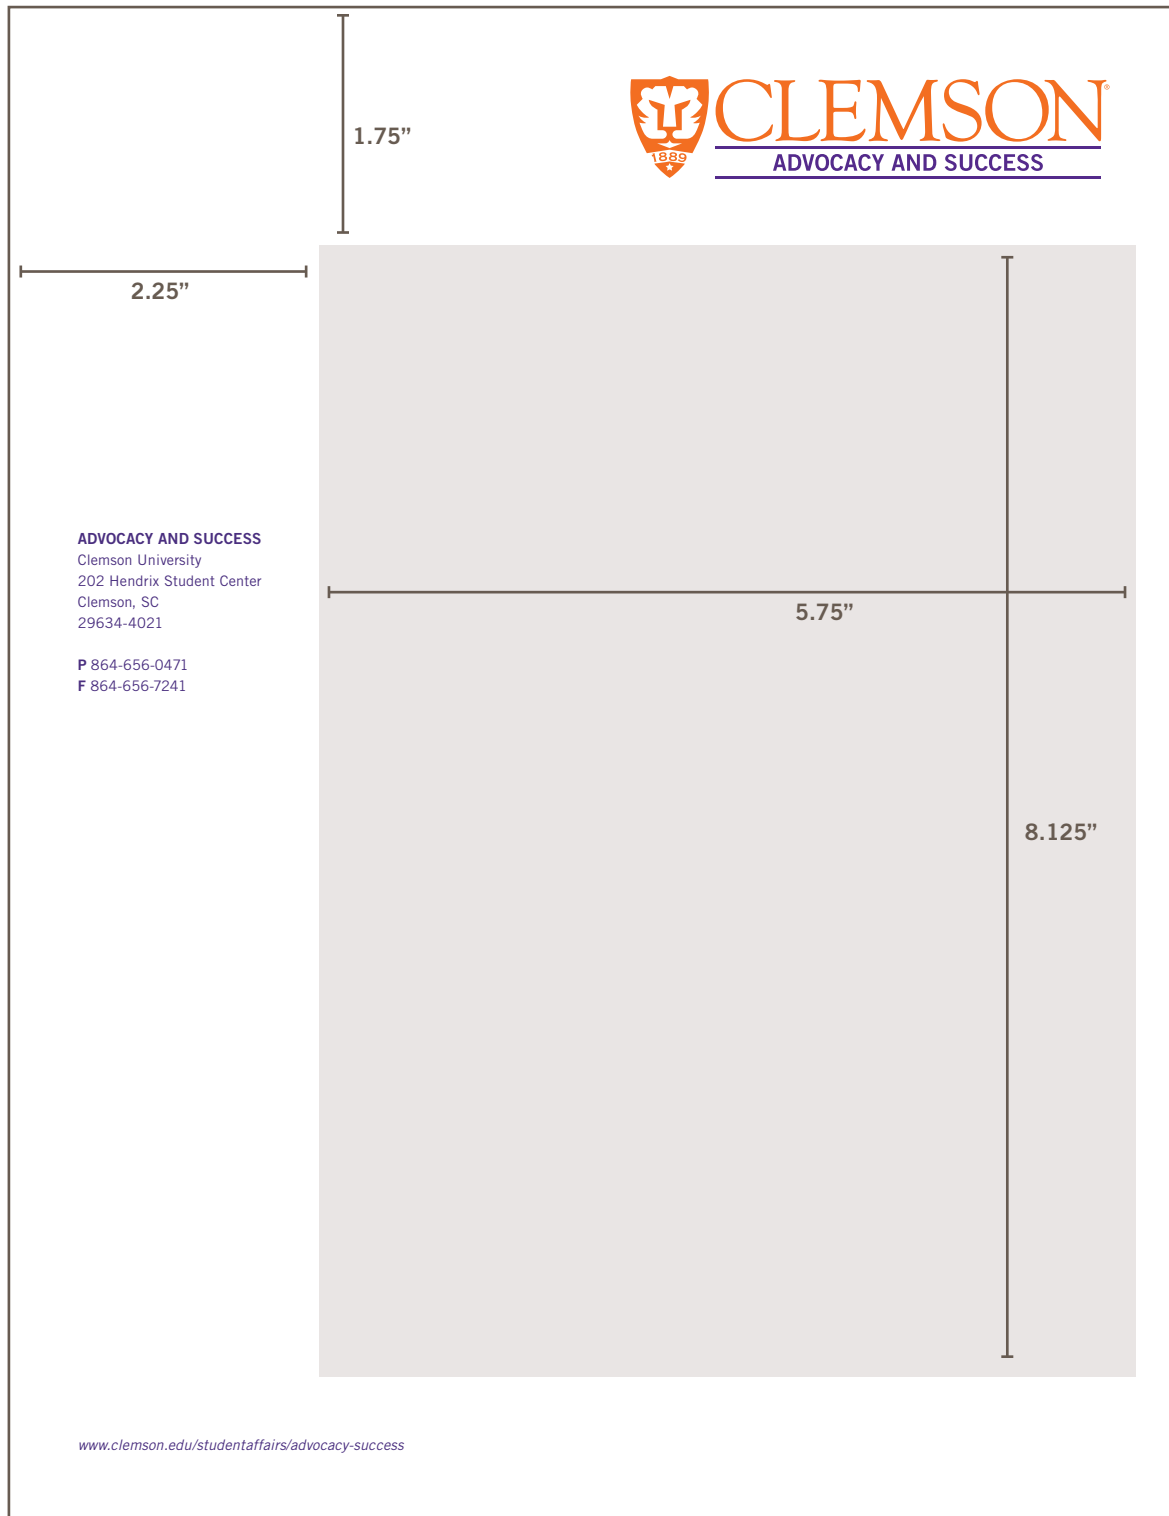 1.75”
CLEMSON®
1889
ADVOCACY AND SUCCESS
2.25”
ADVOCACY AND SUCCESS
Clemson University
202 Hendrix Student Center
Clemson, SC
29634-4021
P 864-656-0471
F 864-656-7241
5.75”
8.125”
www.clemson.edu/studentaffairs/advocacy-success